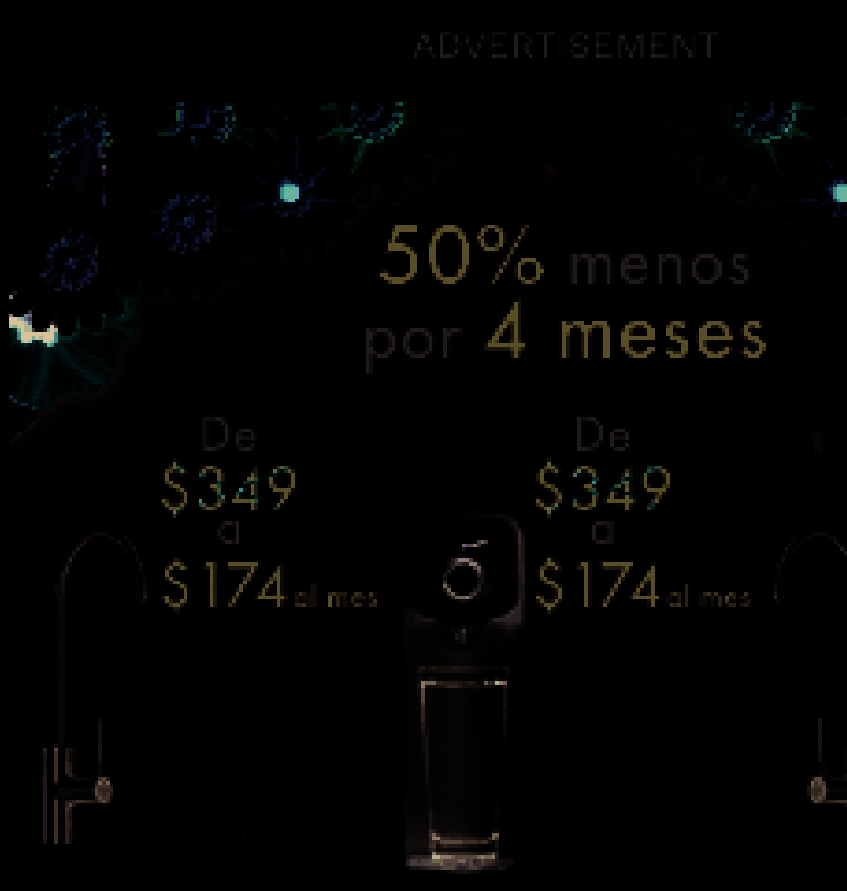 ADVERTISEMENT
50% menos
por 4 meses
De
$349
a
$174 al mes
De
$349
a
$174 al mes